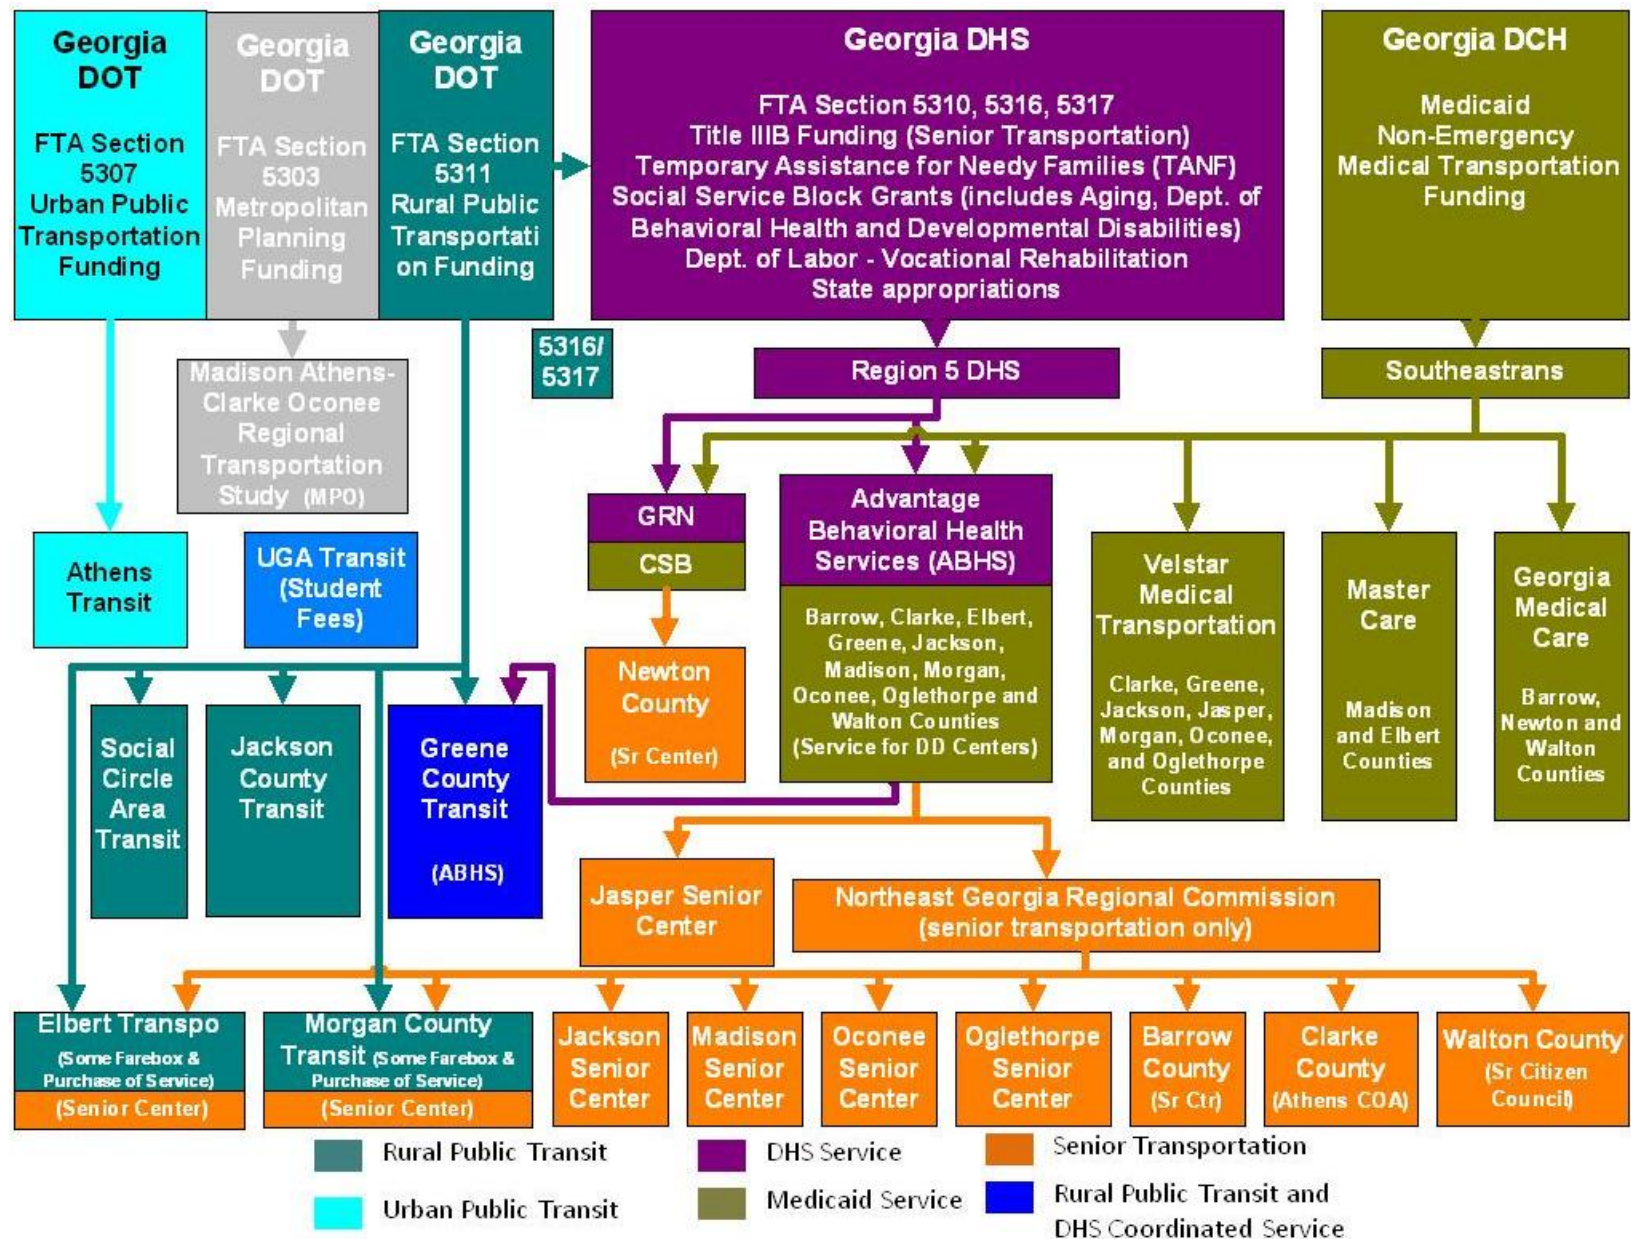 Georgia
DOT
FTA Section
5307
Urban Public
Transportation
Funding
Georgia
DOT
FTA Section
5303
Metropolitan
Planning
Funding
Georgia
DOT
FTA Section
5311
Rural Public
Transportati
on Funding
Georgia DHS
FTA Section 5310, 5316, 5317
Title IIIB Funding (Senior Transportation)
Temporary Assistance for Needy Families (TANF)
Social Service Block Grants (includes Aging, Dept. of
Behavioral Health and Developmental Disabilities)
Dept. of Labor - Vocational Rehabilitation
State appropriations
Georgia DCH
Medicaid
Non-Emergency
Medical Transportation
Funding
5316/
5317
Region 5 DHS
Southeastrans
Madison Athens-
Clarke Oconee
Regional
Transportation
Study (MPO)
Athens
Transit
UGA Transit
(Student
Fees)
GRN
CSB
Advantage
Behavioral Health
Services (ABHS)
Barrow, Clarke, Elbert,
Greene, Jackson,
Madison, Morgan,
Oconee, Oglethorpe and
Walton Counties
(Service for DD Centers)
Velstar
Medical
Transportation
Clarke, Greene,
Jackson, Jasper,
Morgan, Oconee,
and Oglethorpe
Counties
Master
Care
Madison
and Elbert
Counties
Georgia
Medical
Care
Barrow,
Newton and
Walton
Counties
Newton
County
(Sr Center)
Social
Circle
Area
Transit
Jackson
County
Transit
Greene
County
Transit
(ABHS)
Jasper Senior
Center
Northeast Georgia Regional Commission
(senior transportation only)
Elbert Transpo
(Some Farebox &
Purchase of Service)
(Senior Center)
Morgan County
Transit (Some Farebox &
Purchase of Service)
(Senior Center)
Jackson
Senior
Center
Madison
Senior
Center
Oconee
Senior
Center
Oglethorpe
Senior
Center
Barrow
County
(Sr Ctr)
Clarke
County
(Athens COA)
Walton County
(Sr Citizen
Council)
Rural Public Transit
Urban Public Transit
DHS Service
Medicaid Service
Senior Transportation
Rural Public Transit and
DHS Coordinated Service